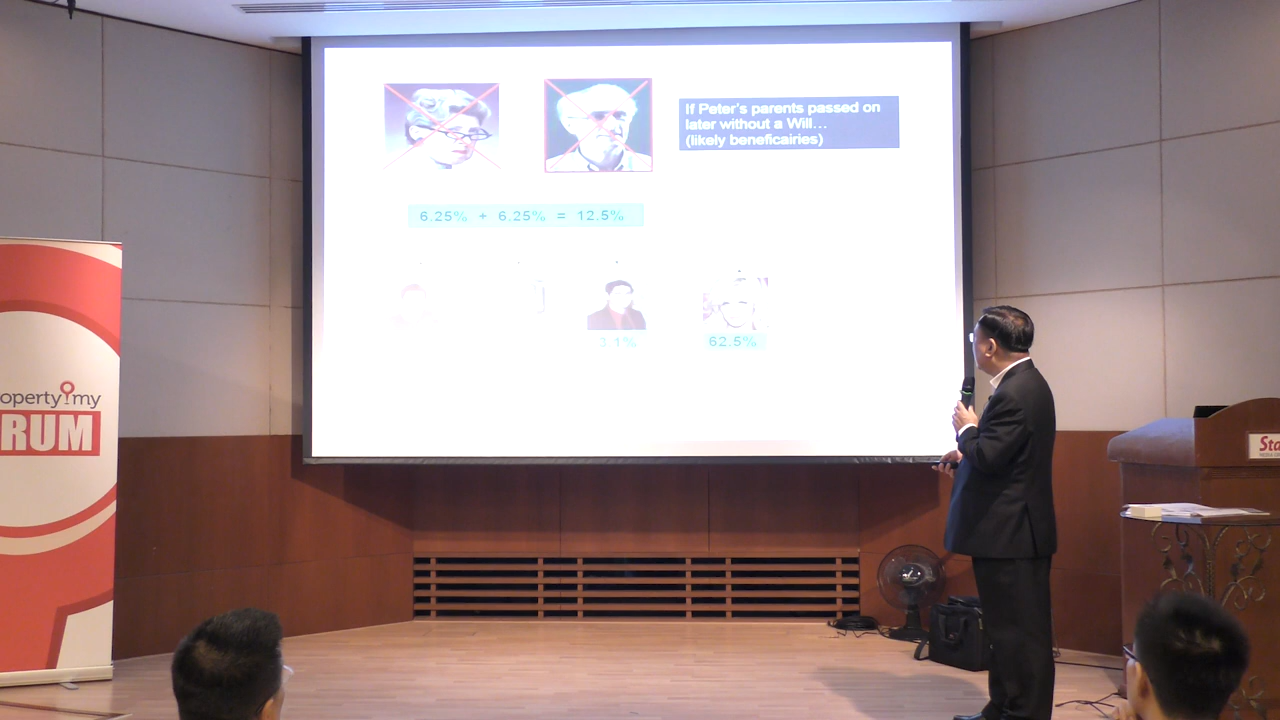 If Peter's parents passed on
later without a Will...
(likely beneficairies)
6.25% + 6.25% = 12.5%
3.1% 62.5%
operty my
RUM
Sta